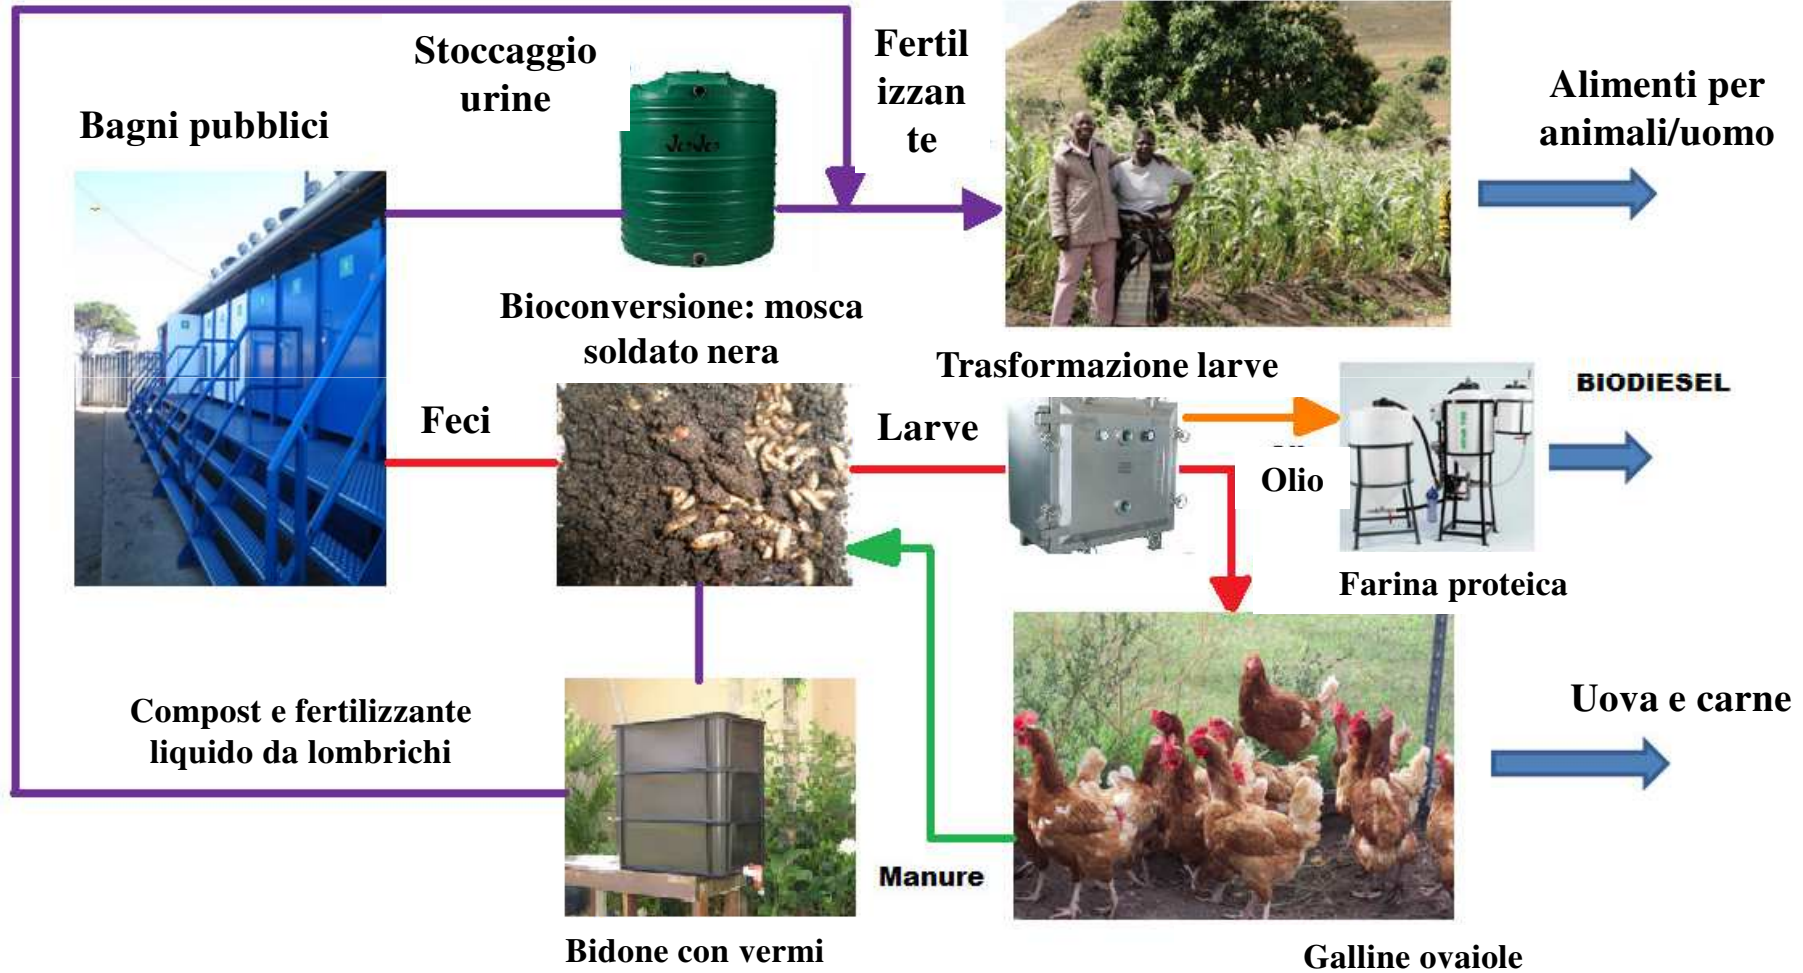 Stoccaggio
urine
Fertil
izzan
te
Alimenti per
animali/uomo
Bagni pubblici
JoJo
Bioconversione: mosca
soldato nera
Trasformazione larve
BIODIESEL
Feci
Larve
Olio
Farina proteica
Compost e fertilizzante
liquido da lombrichi
Uova e carne
Manure
Bidone con vermi
Galline ovaiole